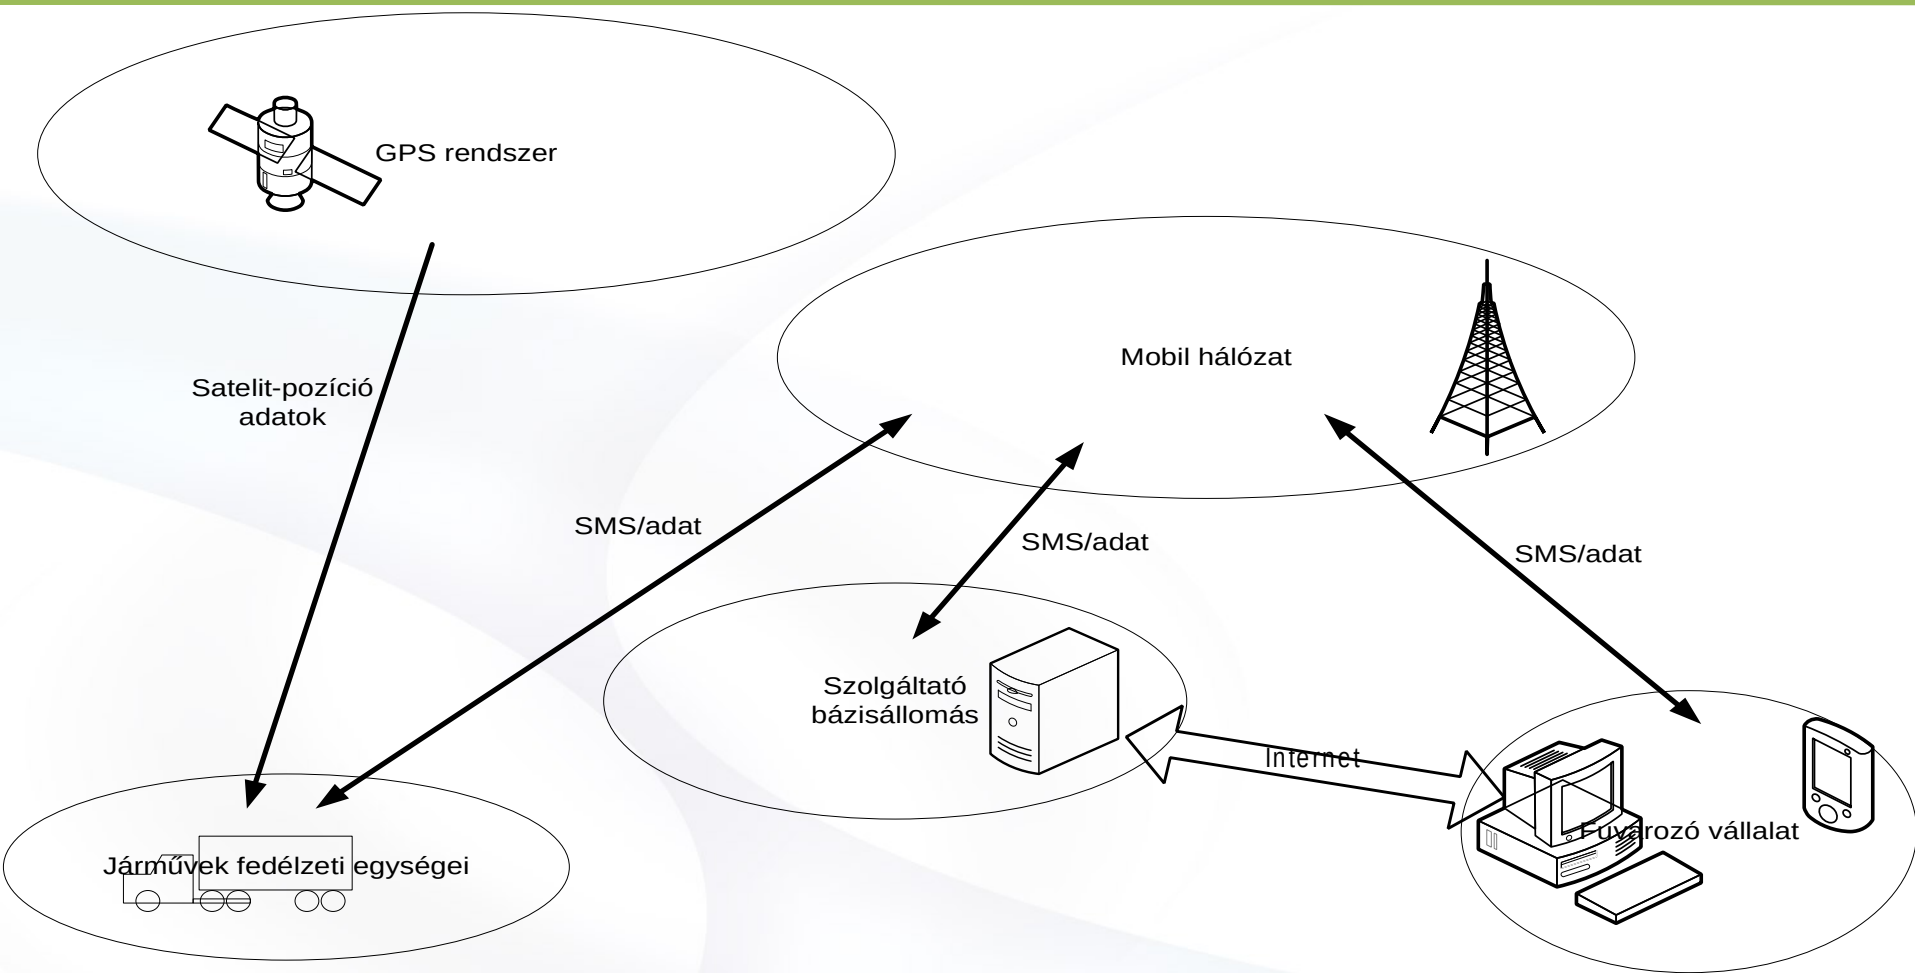 GPS rendszer
Mobil hálózat
Satelit-pozíció
adatok
SMS/adat
SMS/adat
SMS/adat
Szolgáltató
bázisállomás
Internet
Fuvarozó vállalat
Járművek fedélzeti egységei